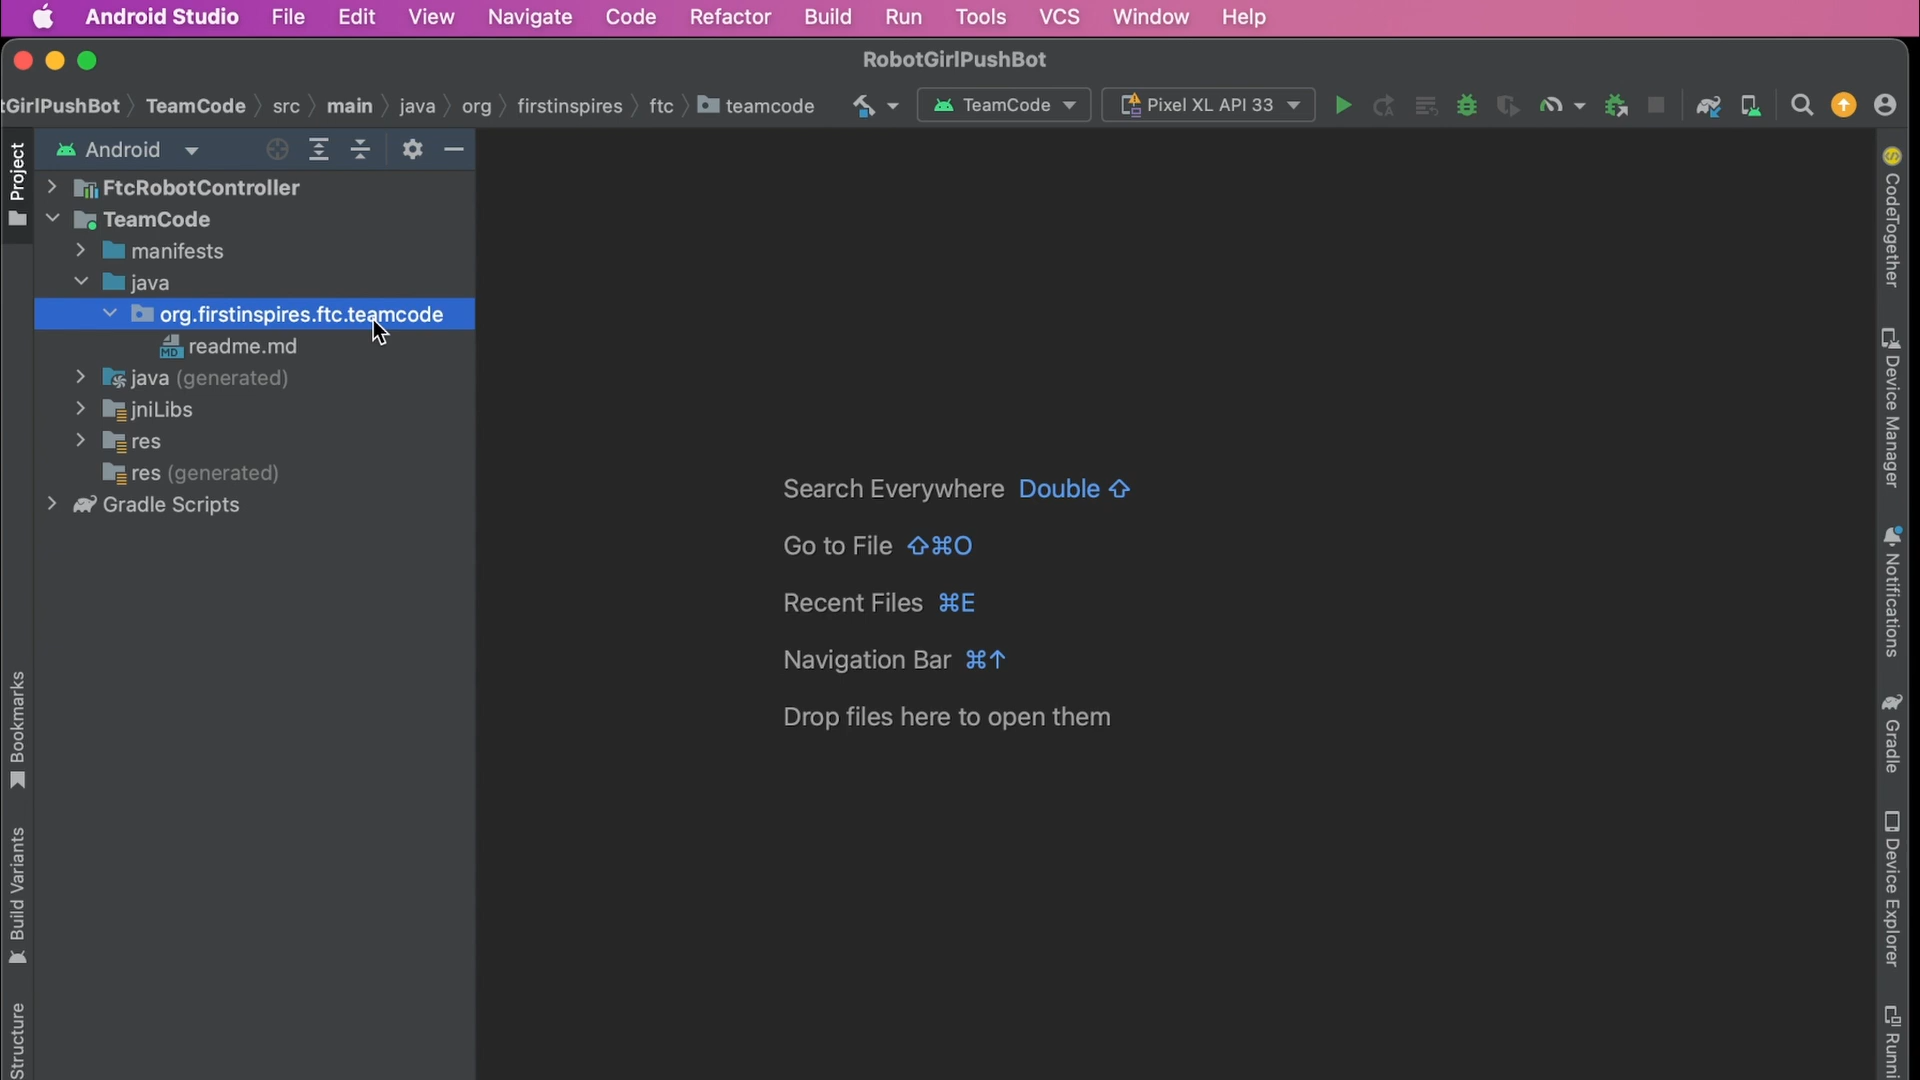 Android Studio File Edit View Navigate Code Refactor Build Run Tools VCS Window Help
RobotGirlPushBot
tGirlPushBot TeamCode src main java org firstinspires ftc teamcode TeamCode Pixel XL API 33
Project
Android
FtcRobotController
TeamCode
manifests
java
org.firstinspires.ftc.teamcode
MD readme.md
java (generated)
jniLibs
res
res (generated)
Gradle Scripts
Bookmarks
Build Variants
Structure
Search Everywhere Double ⇧
Go to File ⇧⌘O
Recent Files ⌘E
Navigation Bar ⌘↑
Drop files here to open them
CodeTogether
Device Manager
Notifications
Gradle
Device Explorer
Runni